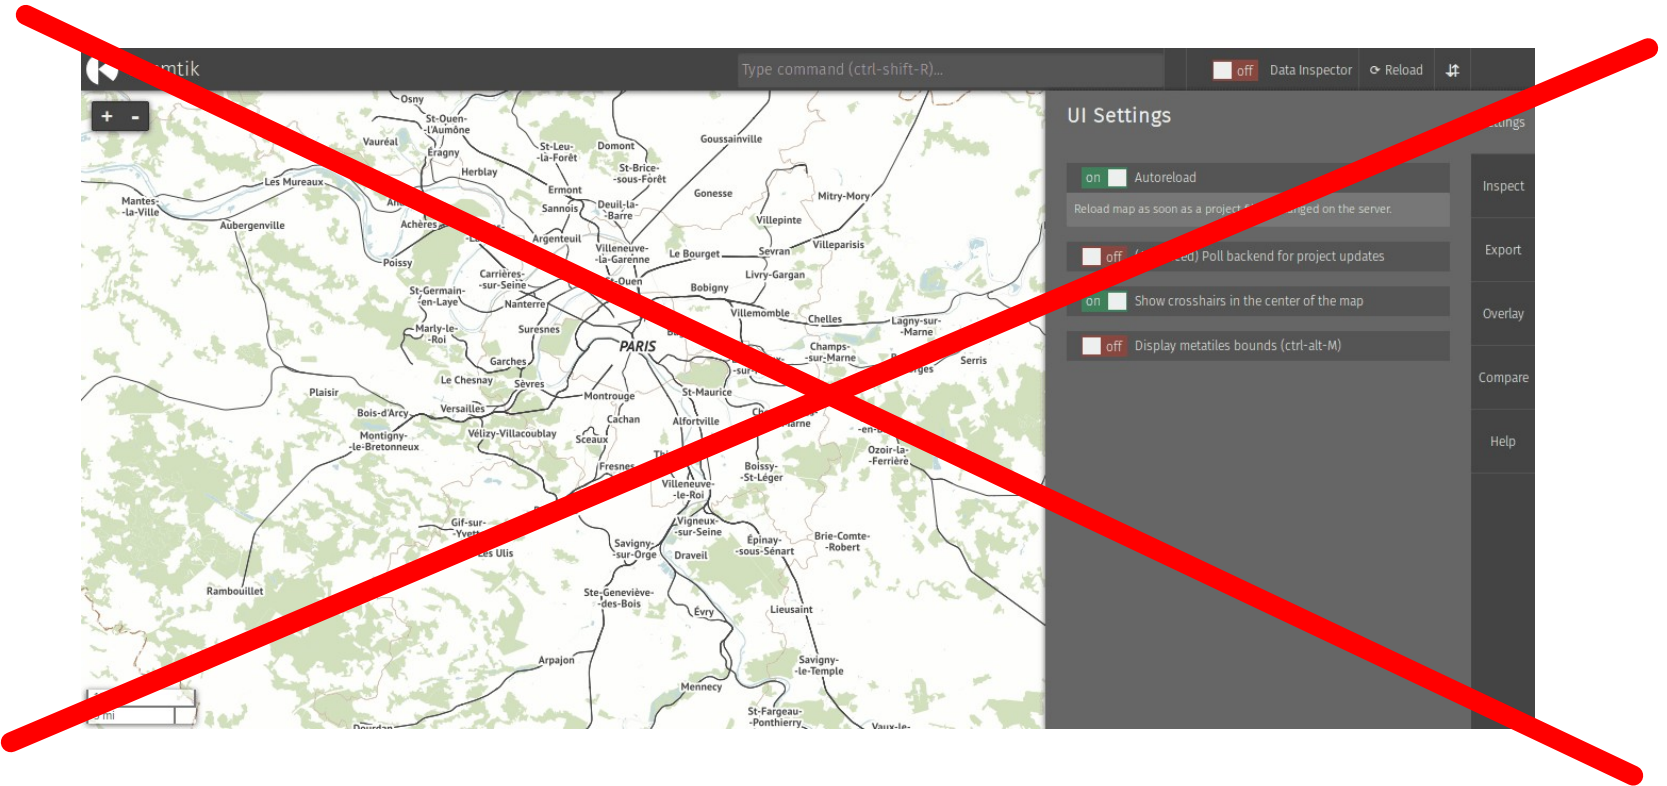 mtik
Type command (ctrl-shift-R)...
off
Data Inspector
⟳ Reload
+ -
UI Settings
on
Autoreload
Reload map as soon as a project
on the server.
off
Poll backend for project updates
on
Show crosshairs in the center of the map
off
Display metatiles bounds (ctrl-alt-M)
Inspect
Export
Overlay
Compare
Help
Osny
St-Ouen-
-l'Aumône
Vauréal
Éragny
St-Leu-
-la-Forêt
Domont
Goussainville
Herblay
St-Brice-
-sous-Forêt
Les Mureaux
Ermont
Gonesse
Mitry-Mory
Mantes-
-la-Ville
Sannois
Deuil-la-
-Barre
Villepinte
Aubergenville
Achères
Argenteuil
Villeneuve-
-la-Garenne
Le Bourget
Sevran
Villeparisis
Poissy
Carrières-
-sur-Seine
St-Ouen
Livry-Gargan
St-Germain-
-en-Laye
Nanterre
Bobigny
Villemomble
Chelles
Lagny-sur-
-Marne
Marly-le-
-Roi
Suresnes
PARIS
Champs-
-sur-Marne
Garches
Serris
Le Chesnay
Sèvres
Plaisir
Montrouge
St-Maurice
Bois-d'Arcy
Versailles
Cachan
Alfortville
Montigny-
-le-Bretonneux
Vélizy-Villacoublay
Sceaux
Ozoir-la-
-Ferrière
Fresnes
Boissy-
-St-Léger
Villeneuve-
-le-Roi
Gif-sur-
Vigneux-
-sur-Seine
Les Ulis
Savigny-
-sur-Orge
Draveil
Épinay-
-sous-Sénart
Brie-Comte-
-Robert
Rambouillet
Ste-Geneviève-
-des-Bois
Évry
Lieusaint
Arpajon
Savigny-
-le-Temple
Mennecy
St-Fargeau-
-Ponthierry
Dourdan
Vaux-le-
mi